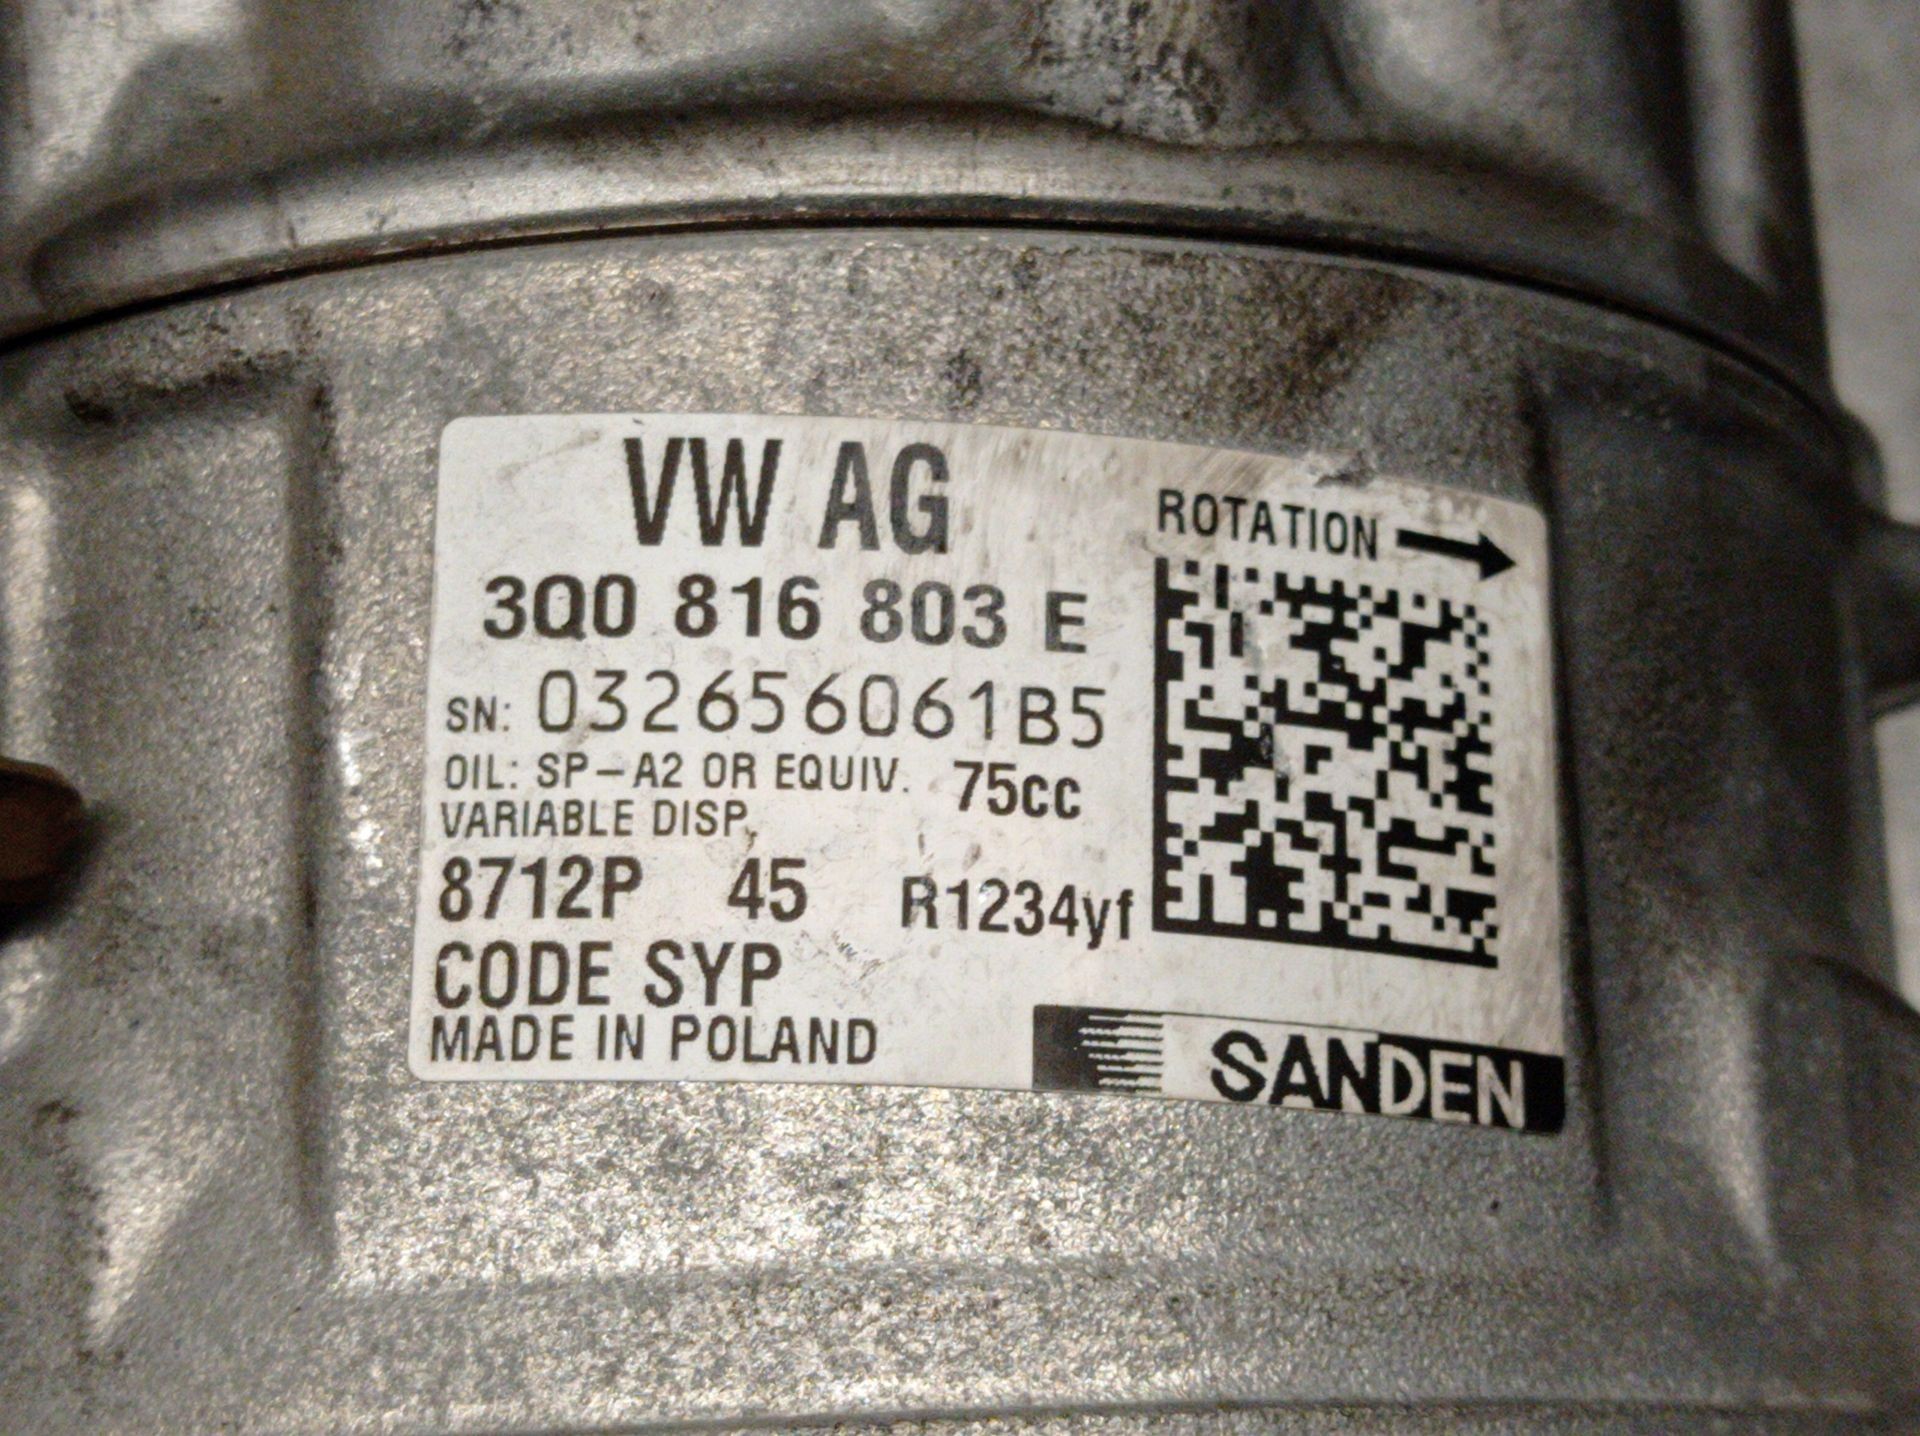 VW AG
ROTATION
3Q0 816 803 E
SN: 032656061B5
OIL: SP-A2 OR EQUIV. 75cc
VARIABLE DISP.
8712P 45 R1234yf
CODE SYP
MADE IN POLAND
SANDEN